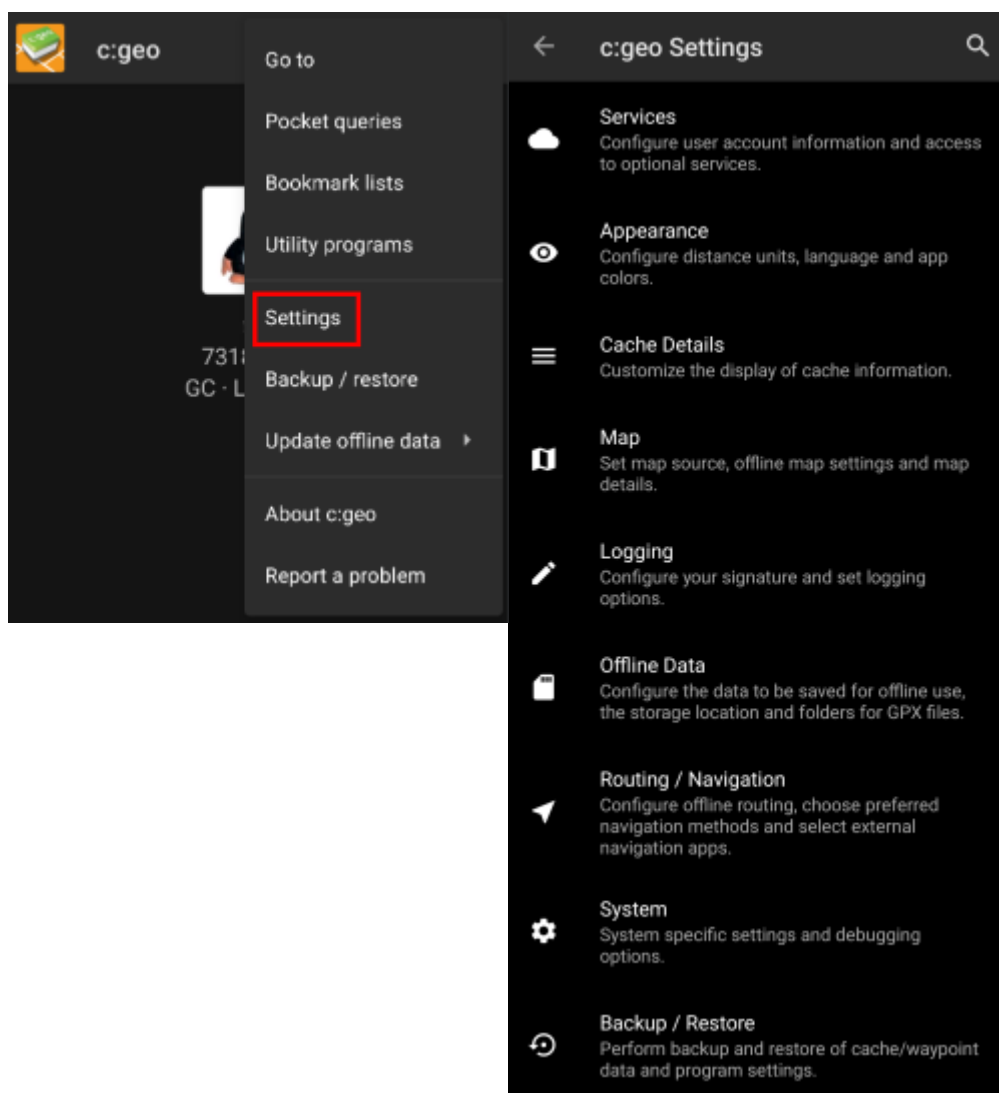 c:geo
Go to
Pocket queries
Bookmark lists
Utility programs
Settings
Backup / restore
Update offline data
About c:geo
Report a problem
731
GC · L
c:geo Settings
Services
Configure user account information and access
to optional services.
Appearance
Configure distance units, language and app
colors.
Cache Details
Customize the display of cache information.
Map
Set map source, offline map settings and map
details.
Logging
Configure your signature and set logging
options.
Offline Data
Configure the data to be saved for offline use,
the storage location and folders for GPX files.
Routing / Navigation
Configure offline routing, choose preferred
navigation methods and select external
navigation apps.
System
System specific settings and debugging
options.
Backup / Restore
Perform backup and restore of cache/waypoint
data and program settings.